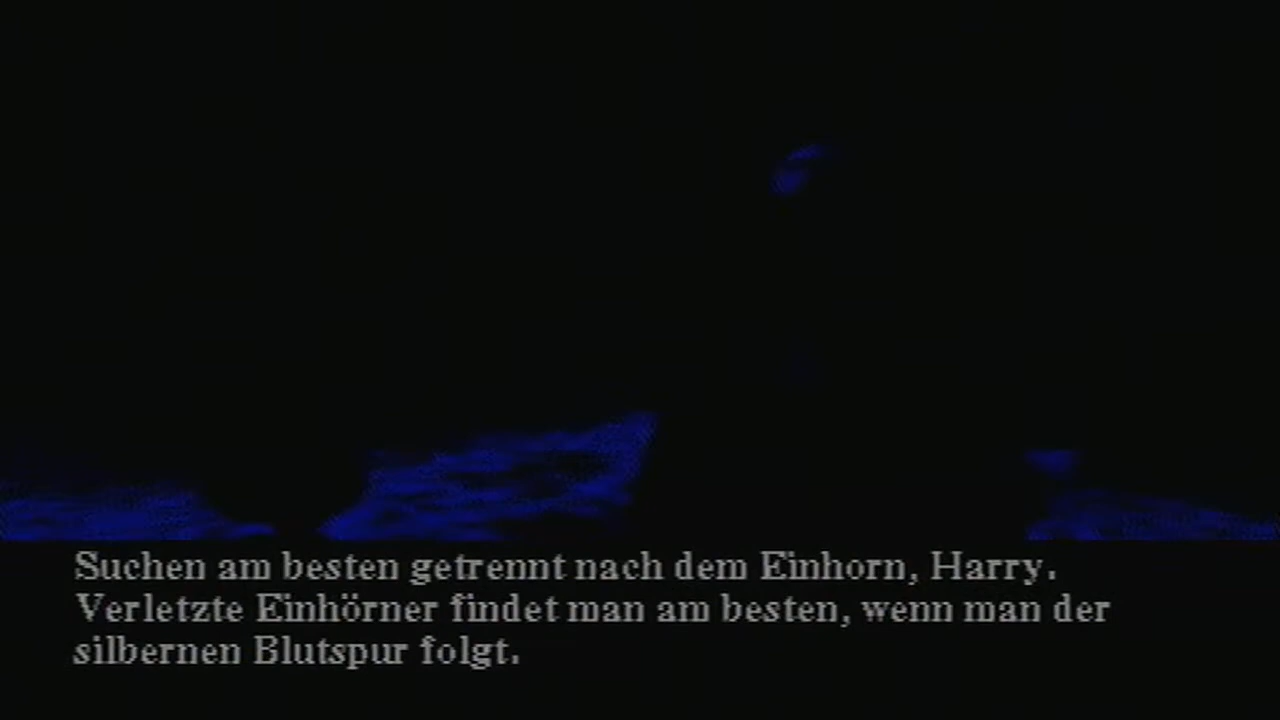 Suchen am besten getrennt nach dem Einhorn, Harry.
Verletzte Einhörner findet man am besten, wenn man der
silbernen Blutspur folgt.